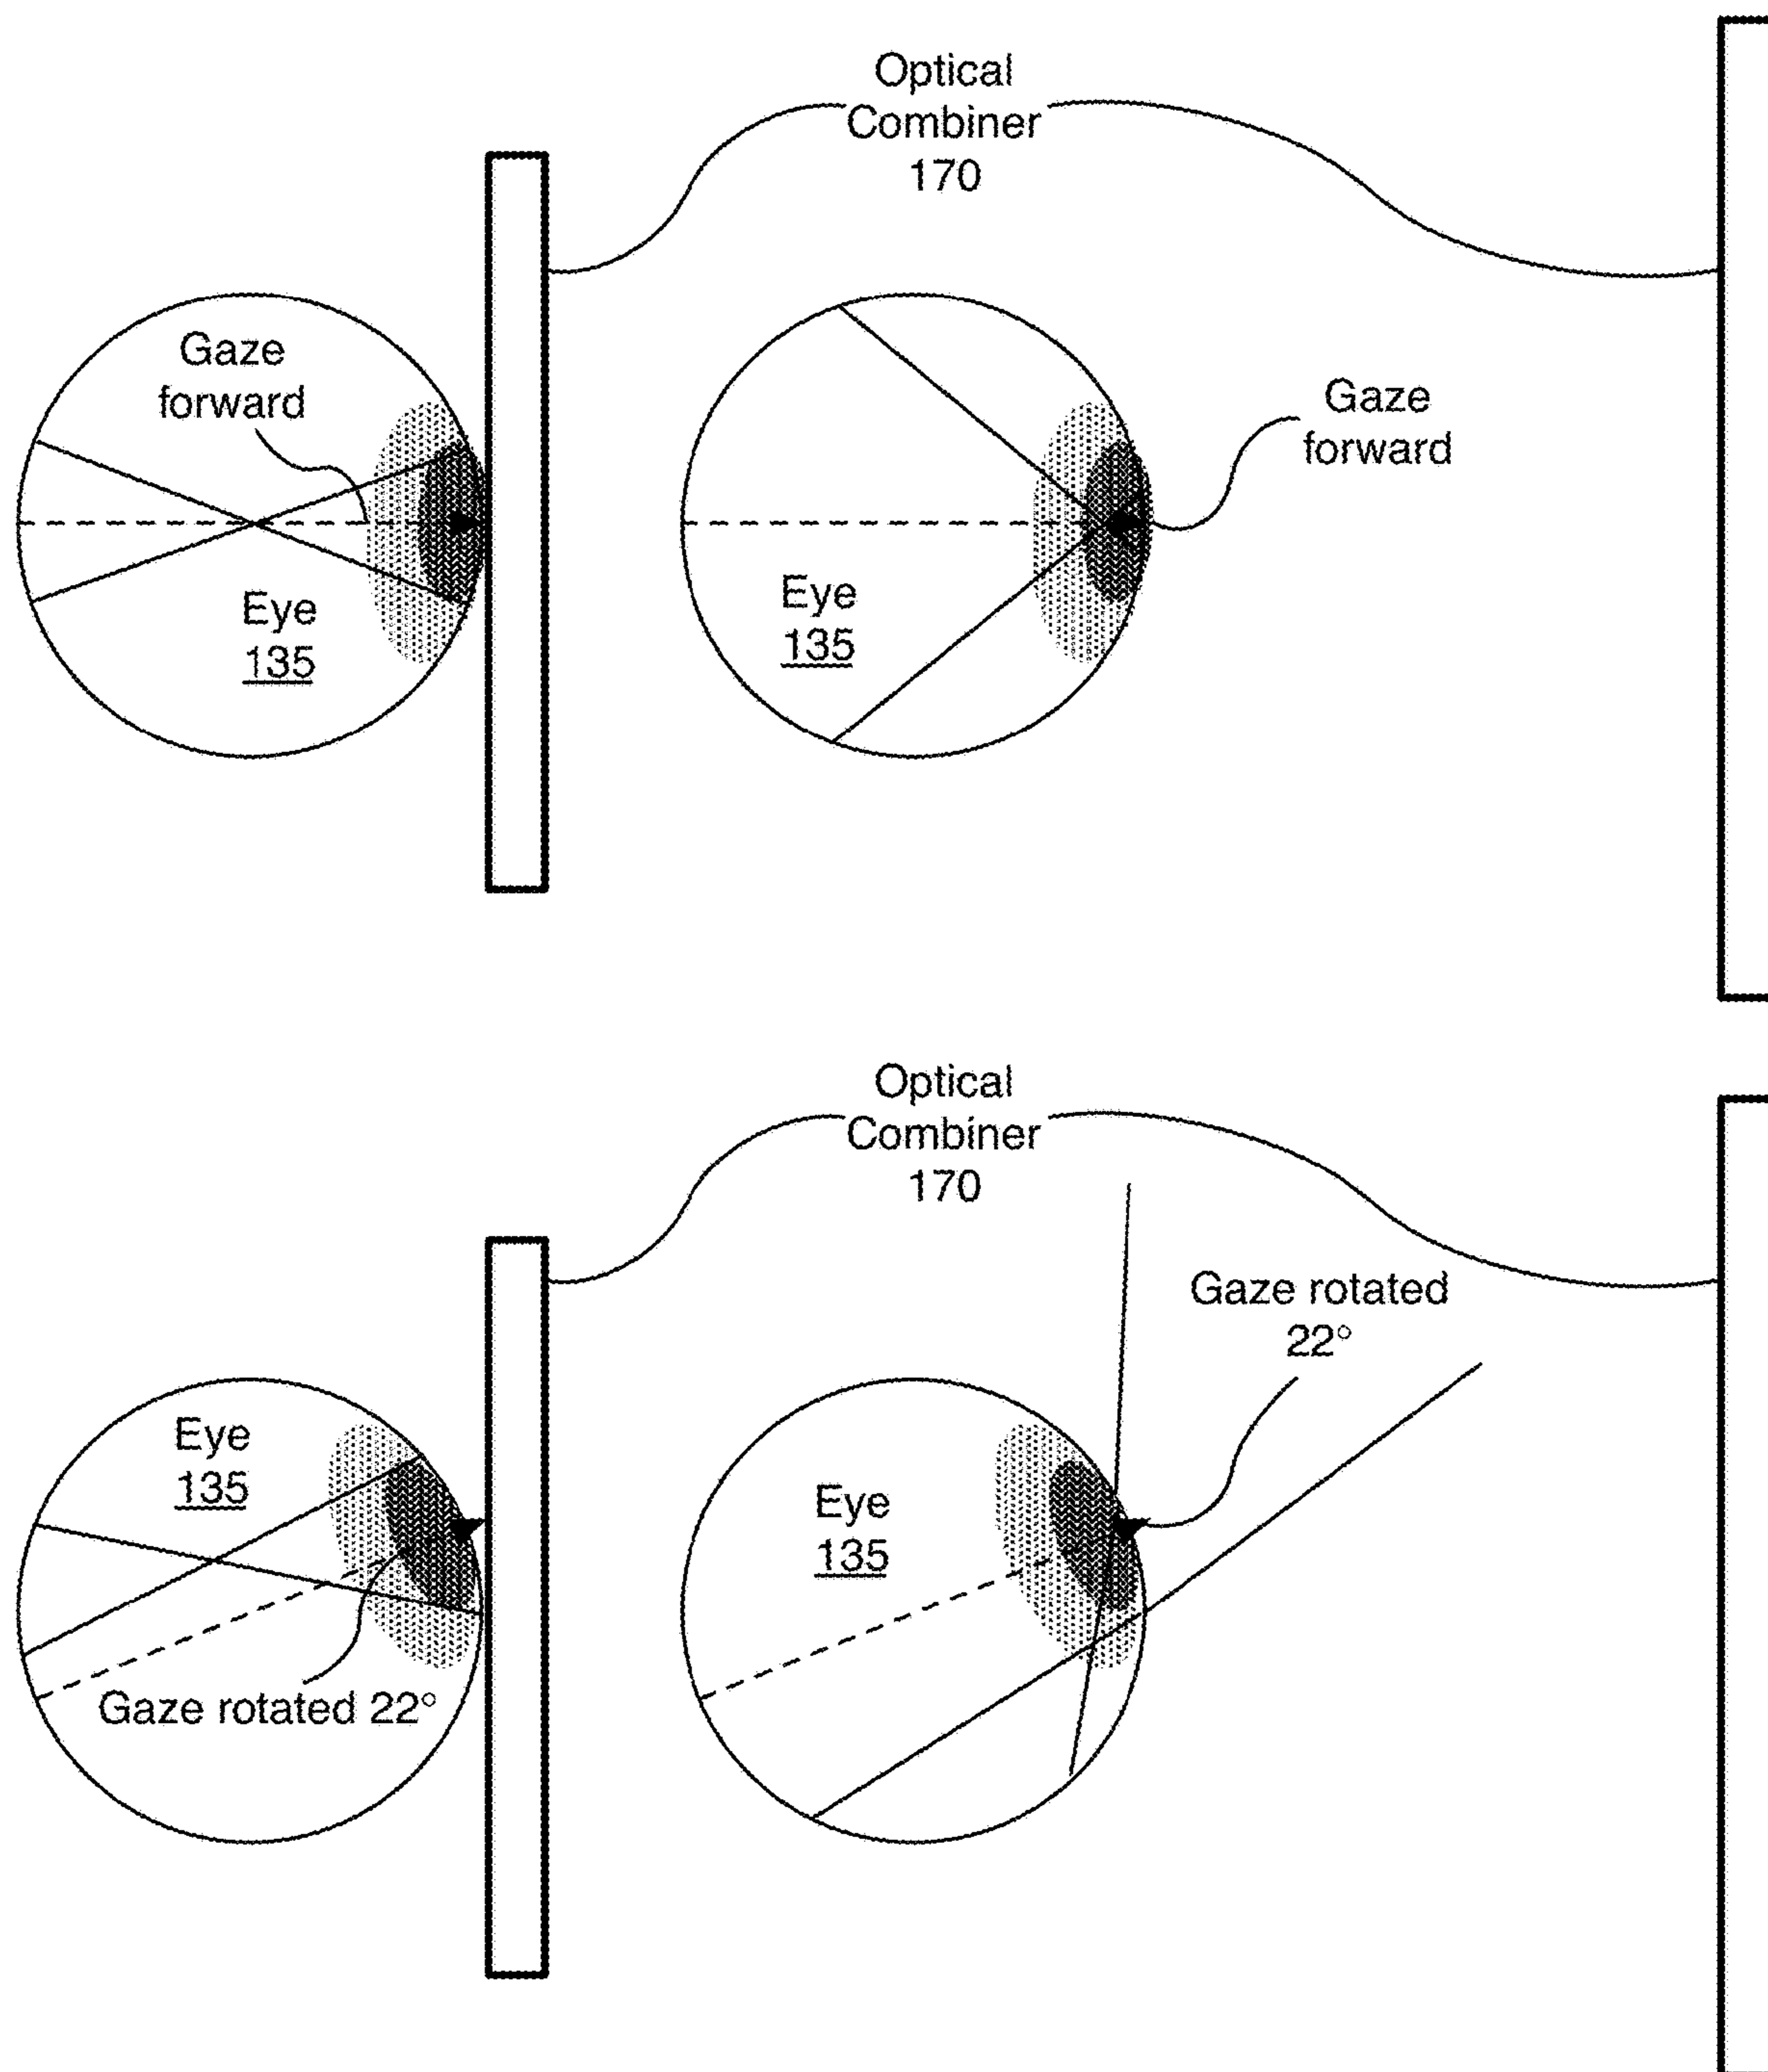 Optical
Combiner
170
Gaze
forward
Gaze
forward
Eye
135
Eye
135
Optical
Combiner
170
Gaze rotated
22°
Eye
135
Eye
135
Gaze rotated 22°